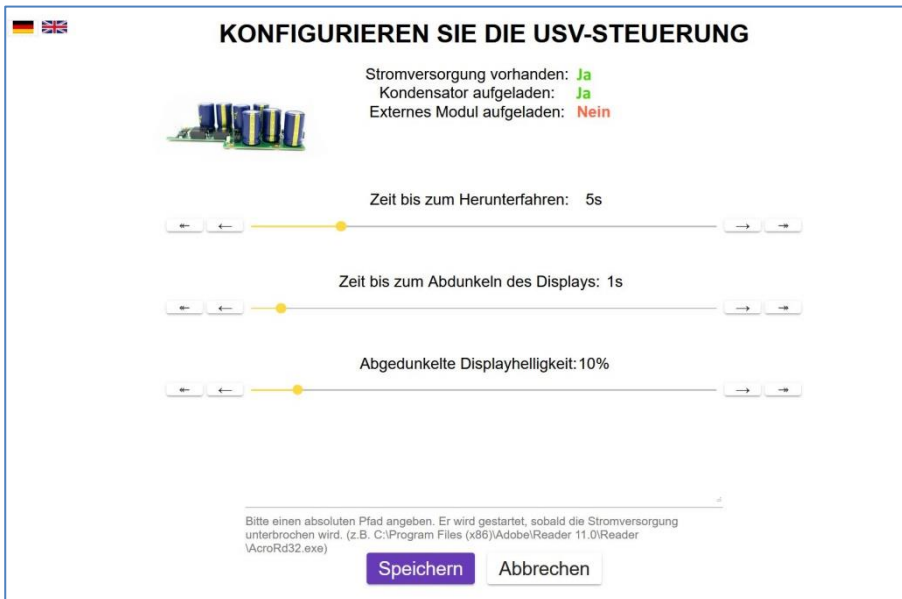 KONFIGURIEREN SIE DIE USV-STEUERUNG
Stromversorgung vorhanden: Ja
Kondensator aufgeladen: Ja
Externes Modul aufgeladen: Nein
Zeit bis zum Herunterfahren: 5s
Zeit bis zum Abdunkeln des Displays: 1s
Abgedunkelte Displayhelligkeit: 10%
Bitte einen absoluten Pfad angeben. Er wird gestartet, sobald die Stromversorgung
unterbrochen wird. (z.B. C:\Program Files (x86)\Adobe\Reader 11.0\Reader
\AcroRd32.exe)
Speichern Abbrechen